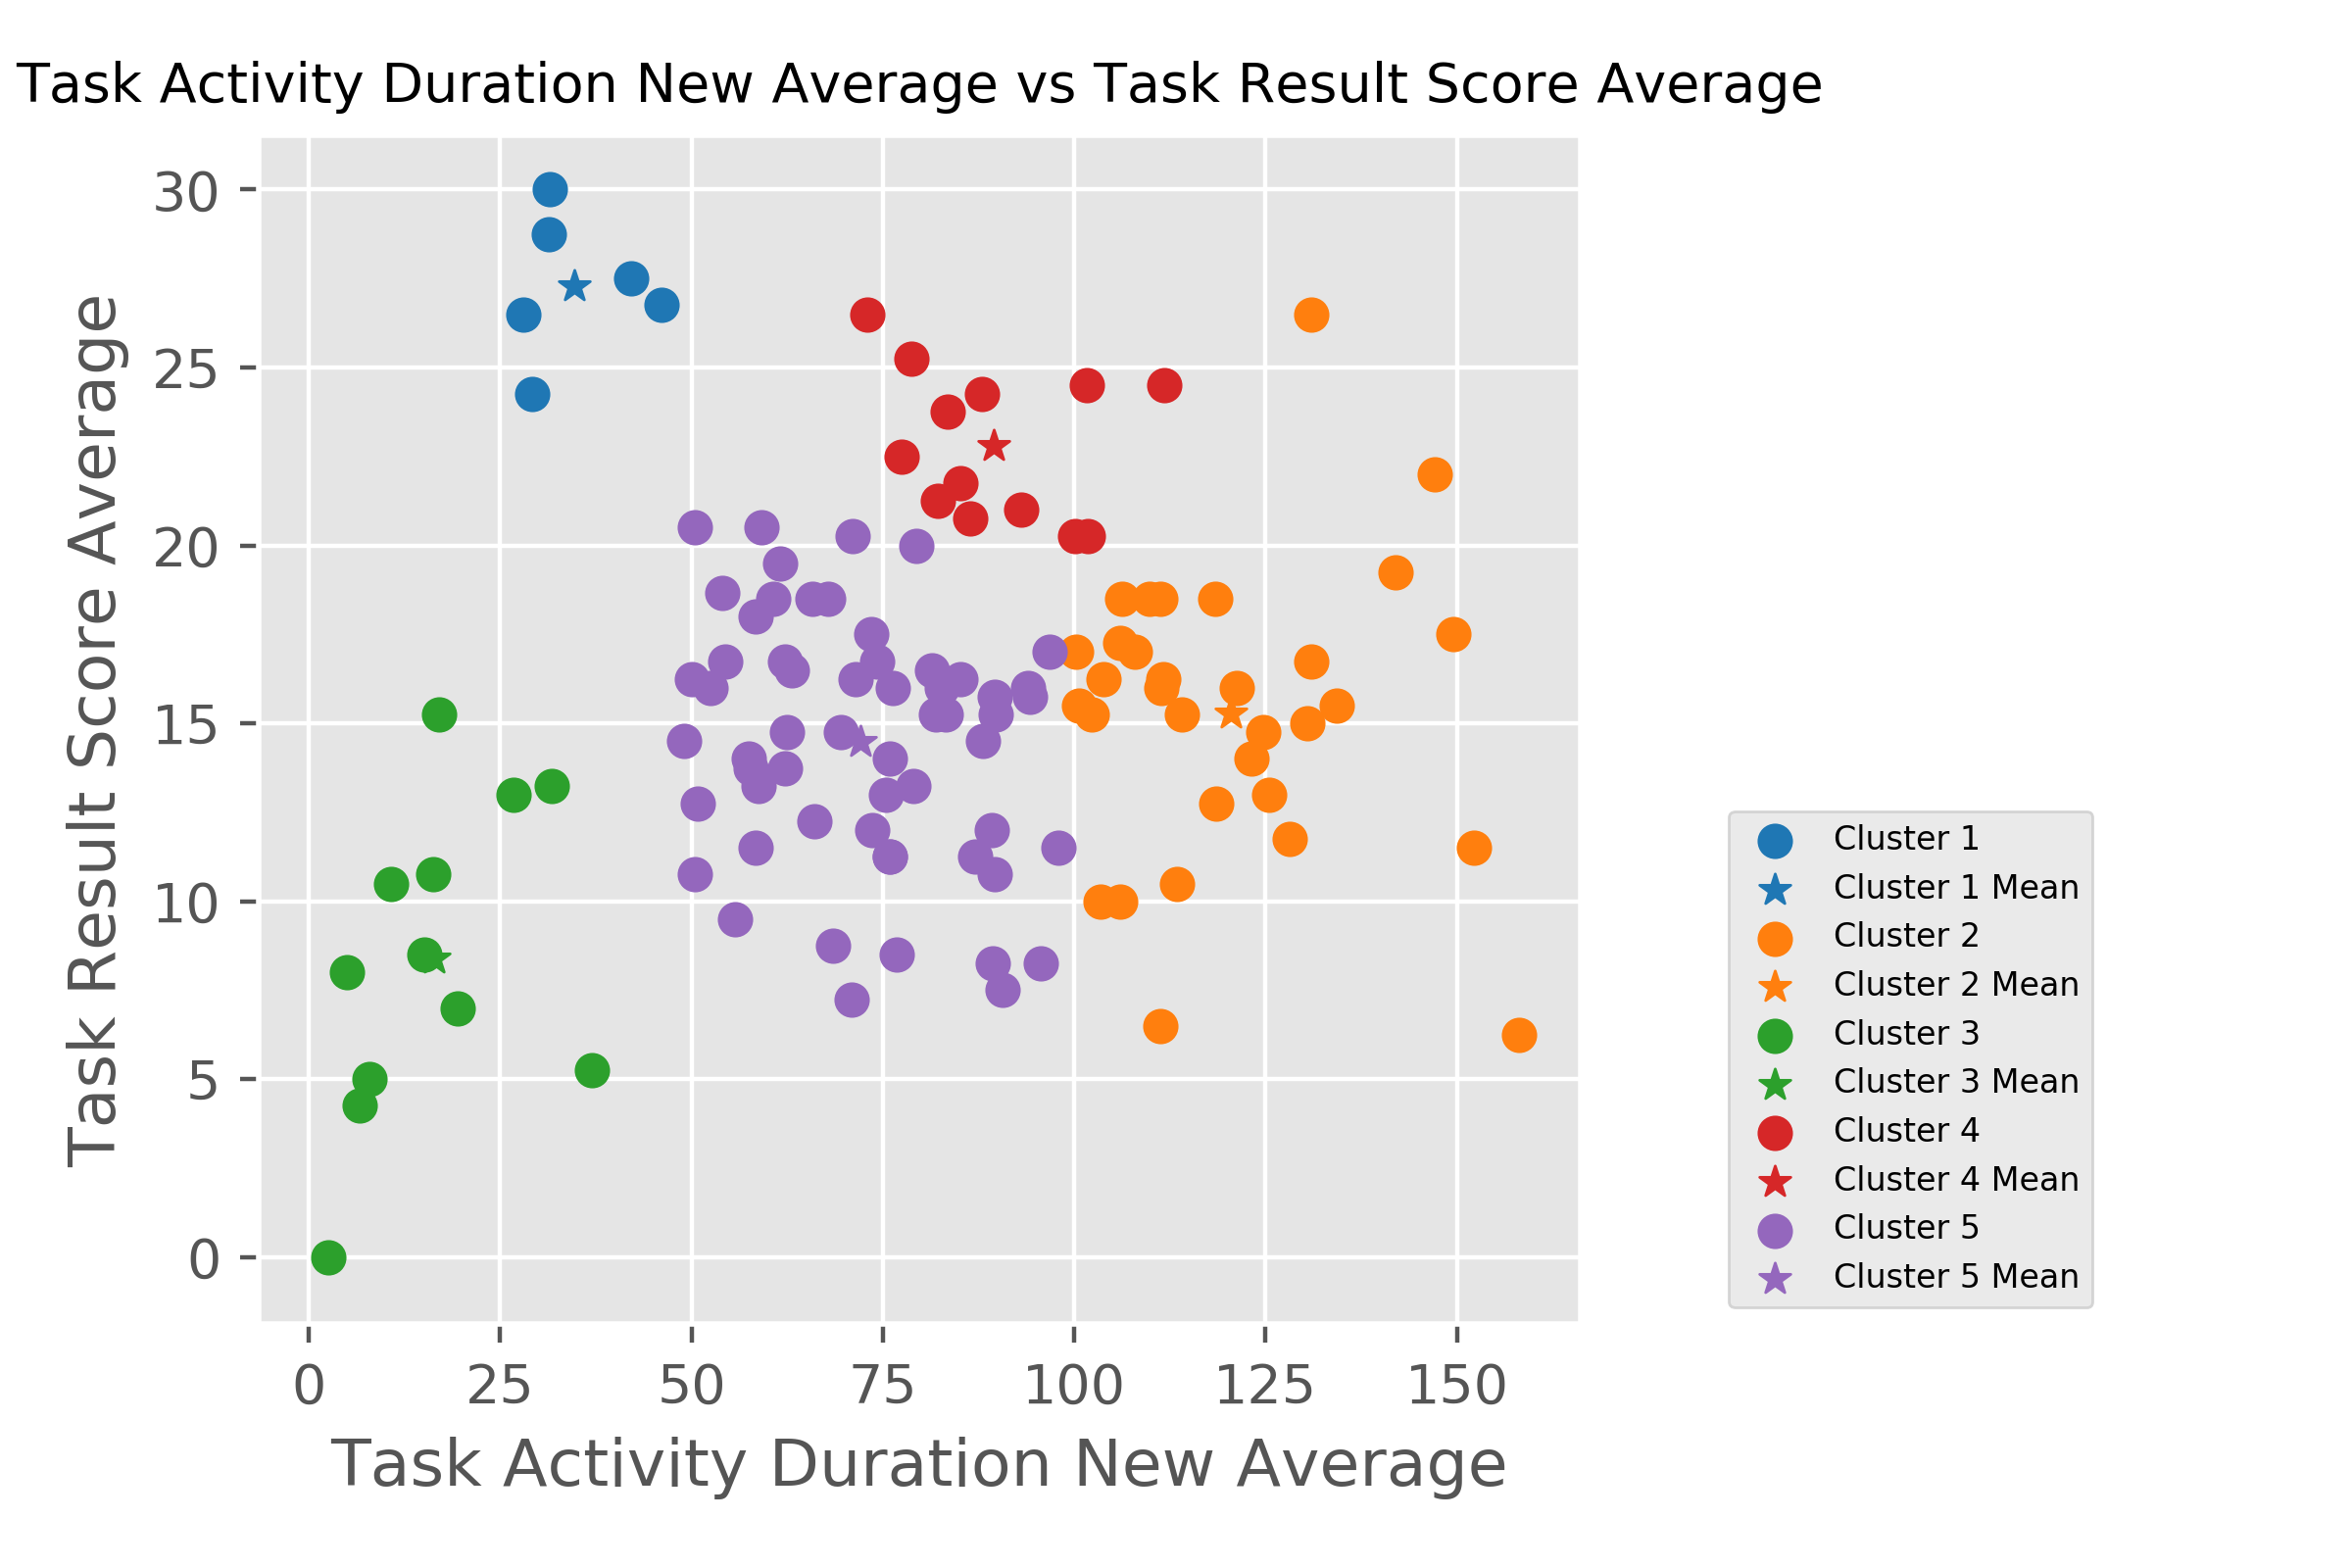 Task Activity Duration New Average vs Task Result Score Average
30
25
20
15
10
5
0
Task Result Score Average
0 25 50 75 100 125 150
Task Activity Duration New Average
Cluster 1
Cluster 1 Mean
Cluster 2
Cluster 2 Mean
Cluster 3
Cluster 3 Mean
Cluster 4
Cluster 4 Mean
Cluster 5
Cluster 5 Mean